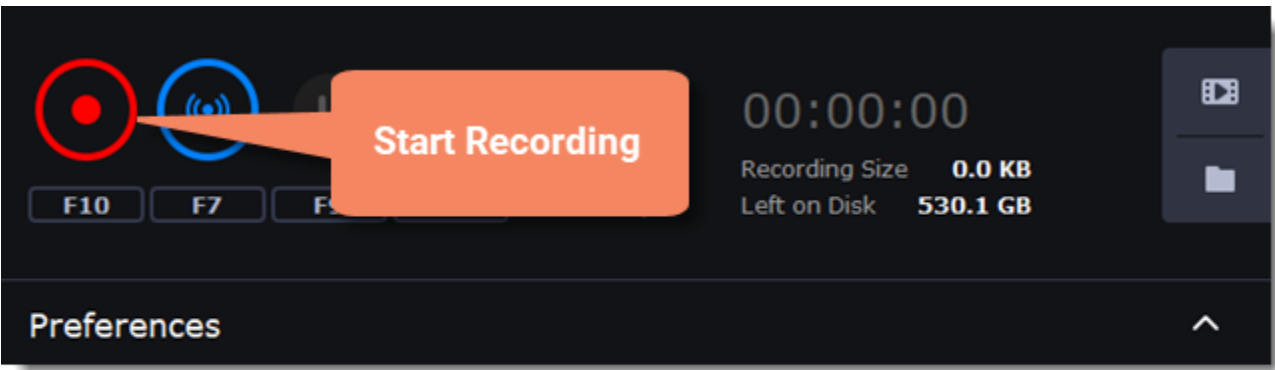 Start Recording
00:00:00
Recording Size 0.0 KB
Left on Disk 530.1 GB
F10 F7
Preferences